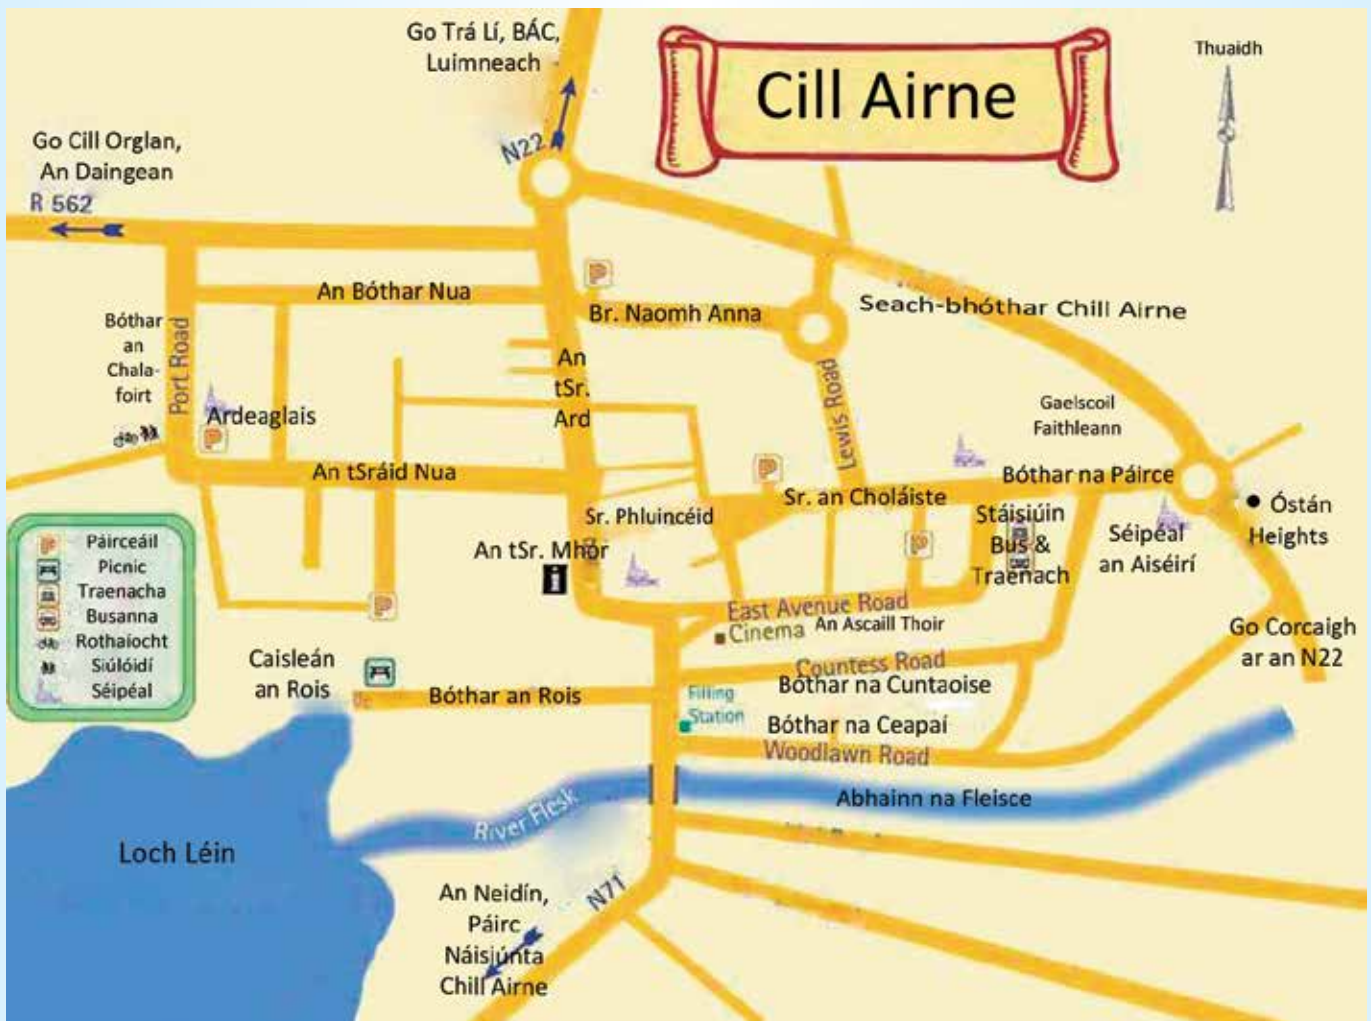 Go Trá Lí, BÁC,
Luimneach
Cill Airne
Thuaidh
Go Cill Orglan,
An Daingean
R 562
N22
An Bóthar Nua
Br. Naomh Anna
Seach-bhóthar Chill Airne
Bóthar
an
Chala-
foirt
Port Road
An
tSr.
Ard
Lewis Road
Gaelscoil
Faithleann
Ardeaglais
An tSráid Nua
Bóthar na Páirce
Sr. an Choláiste
Sr. Phluincéid
Stáisiúin
Bus &
Traenach
Séipéal
an Aiséirí
Óstán
Heights
An tSr. Mhór
i
Páirceáil
Picnic
Traenacha
Busanna
Rothaíocht
Siúlóidí
Séipéal
East Avenue Road
Cinema
An Ascaill Thoir
Go Corcaigh
ar an N22
Caisleán
an Rois
Countess Road
Bóthar na Cuntaoise
Bóthar an Rois
Filling
Station
Bóthar na Ceapaí
Woodlawn Road
Abhainn na Fleisce
River Flesk
Loch Léin
N71
An Neidín,
Páirc
Náisiúnta
Chill Airne